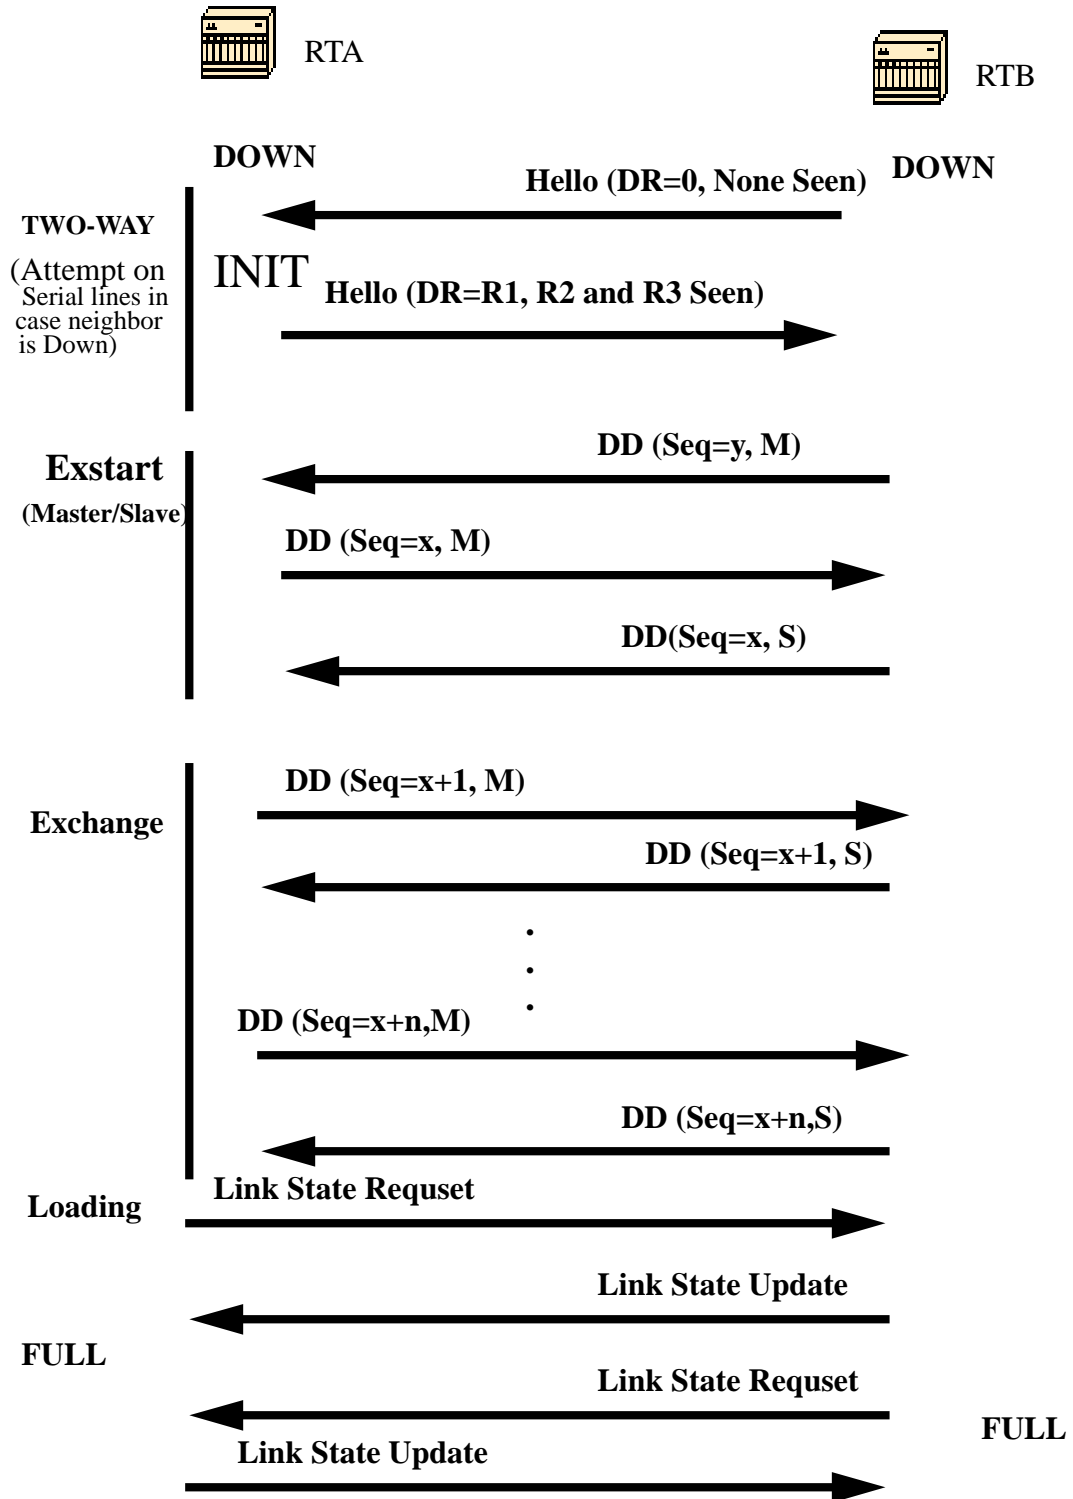 RTA
RTB
DOWN
DOWN
Hello (DR=0, None Seen)
TWO-WAY
(Attempt on
Serial lines in
case neighbor
is Down)
INIT
Hello (DR=R1, R2 and R3 Seen)
DD (Seq=y, M)
Exstart
(Master/Slave)
DD (Seq=x, M)
DD(Seq=x, S)
DD (Seq=x+1, M)
Exchange
DD (Seq=x+1, S)
.
.
.
DD (Seq=x+n,M)
DD (Seq=x+n,S)
Link State Requset
Loading
Link State Update
FULL
Link State Requset
FULL
Link State Update